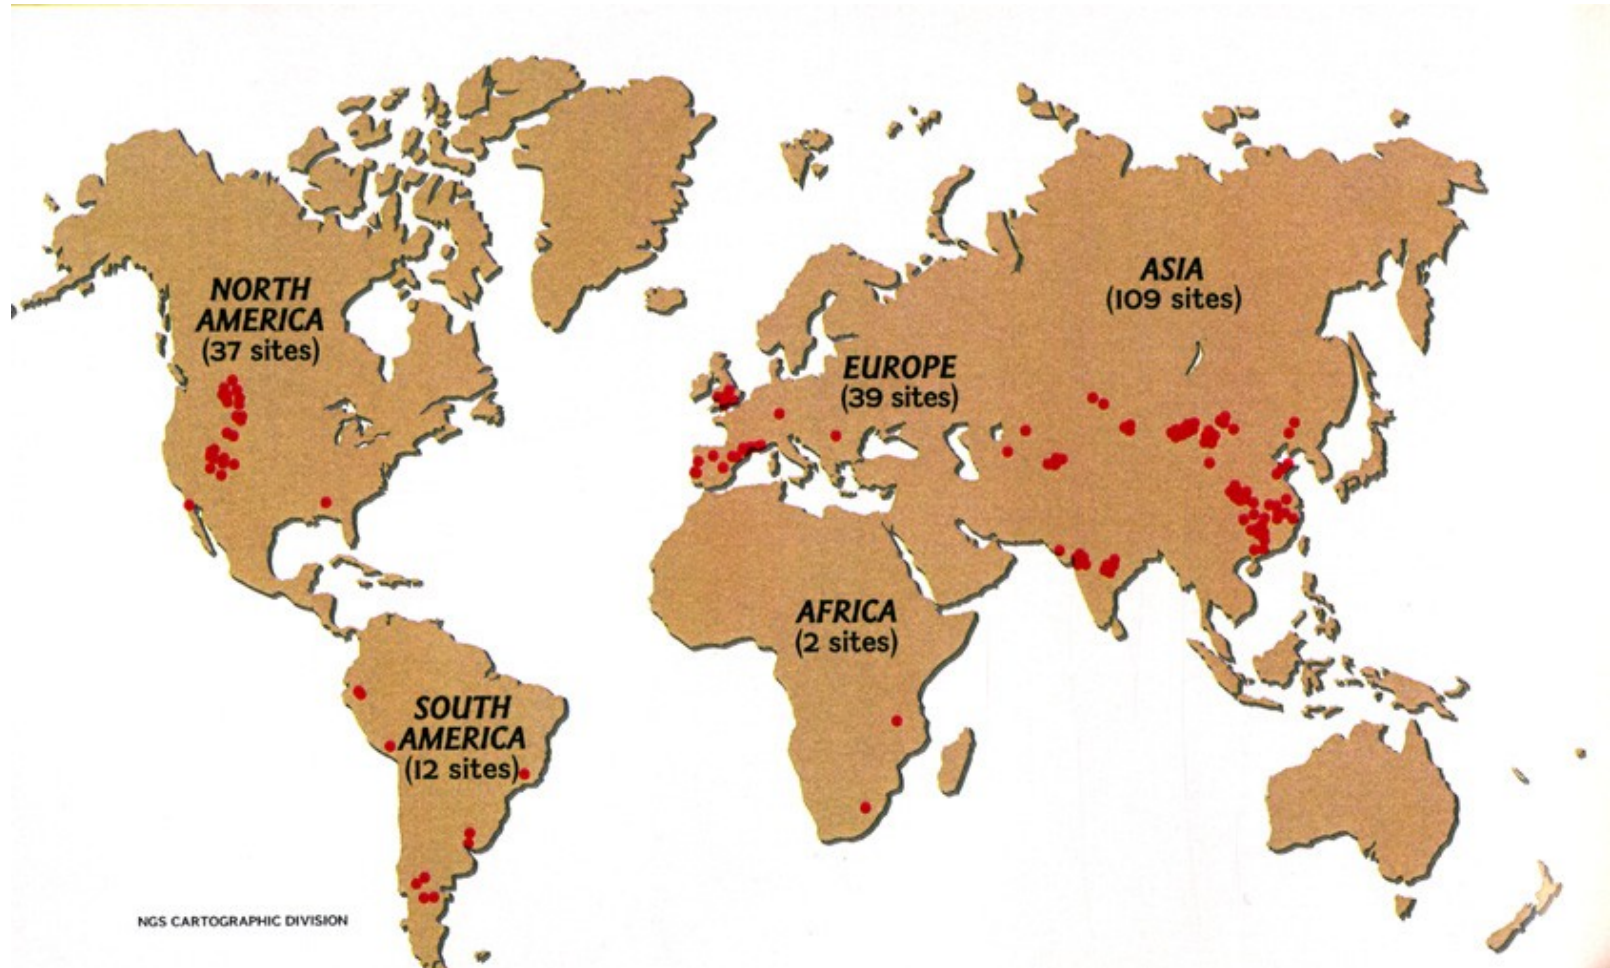 NORTH
AMERICA
(37 sites)
ASIA
(109 sites)
EUROPE
(39 sites)
AFRICA
(2 sites)
SOUTH
AMERICA
(12 sites)
NGS CARTOGRAPHIC DIVISION